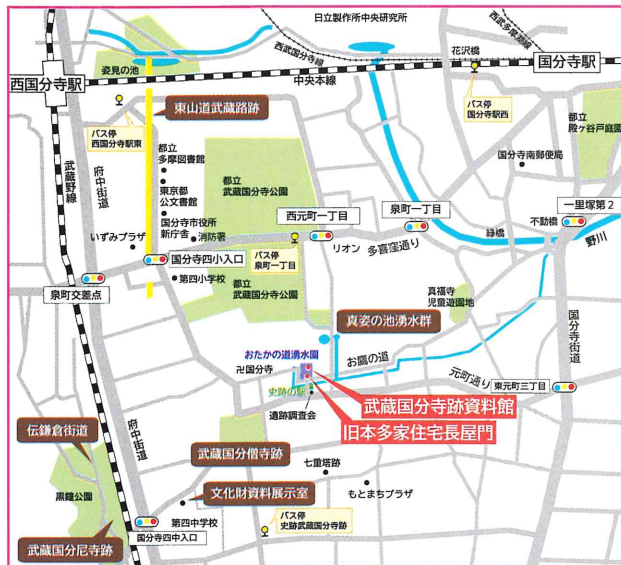 日立製作所中央研究所
西武国分寺線
西武多摩湖線
花沢橋
国分寺駅
西国分寺駅
姿見の池
中央本線
バス停
西国分寺駅東
東山道武蔵路跡
バス停
国分寺駅西
都立
殿ヶ谷戸庭園
武蔵野線
府中街道
都立
多摩図書館
東京都
公文書館
国分寺市役所
新庁舎
消防署
いずみプラザ
都立
武蔵国分寺公園
国分寺南郵便局
西元町一丁目
泉町一丁目
一里塚第2
不動橋
リオン
多喜窪通り
緑橋
野川
国分寺四小入口
バス停
泉町一丁目
泉町交差点
第四小学校
都立
武蔵国分寺公園
真福寺
児童遊園地
真姿の池湧水群
国分寺街道
おたかの道湧水園
お鷹の道
卍国分寺
史跡の駅
元町通り
東元町三丁目
武蔵国分寺跡資料館
遺跡調査会
旧本多家住宅長屋門
伝鎌倉街道
府中街道
武蔵国分僧寺跡
七重塔跡
黒鐘公園
文化財資料展示室
もとまちプラザ
第四中学校
バス停
史跡武蔵国分寺跡
武蔵国分尼寺跡
国分寺四中入口